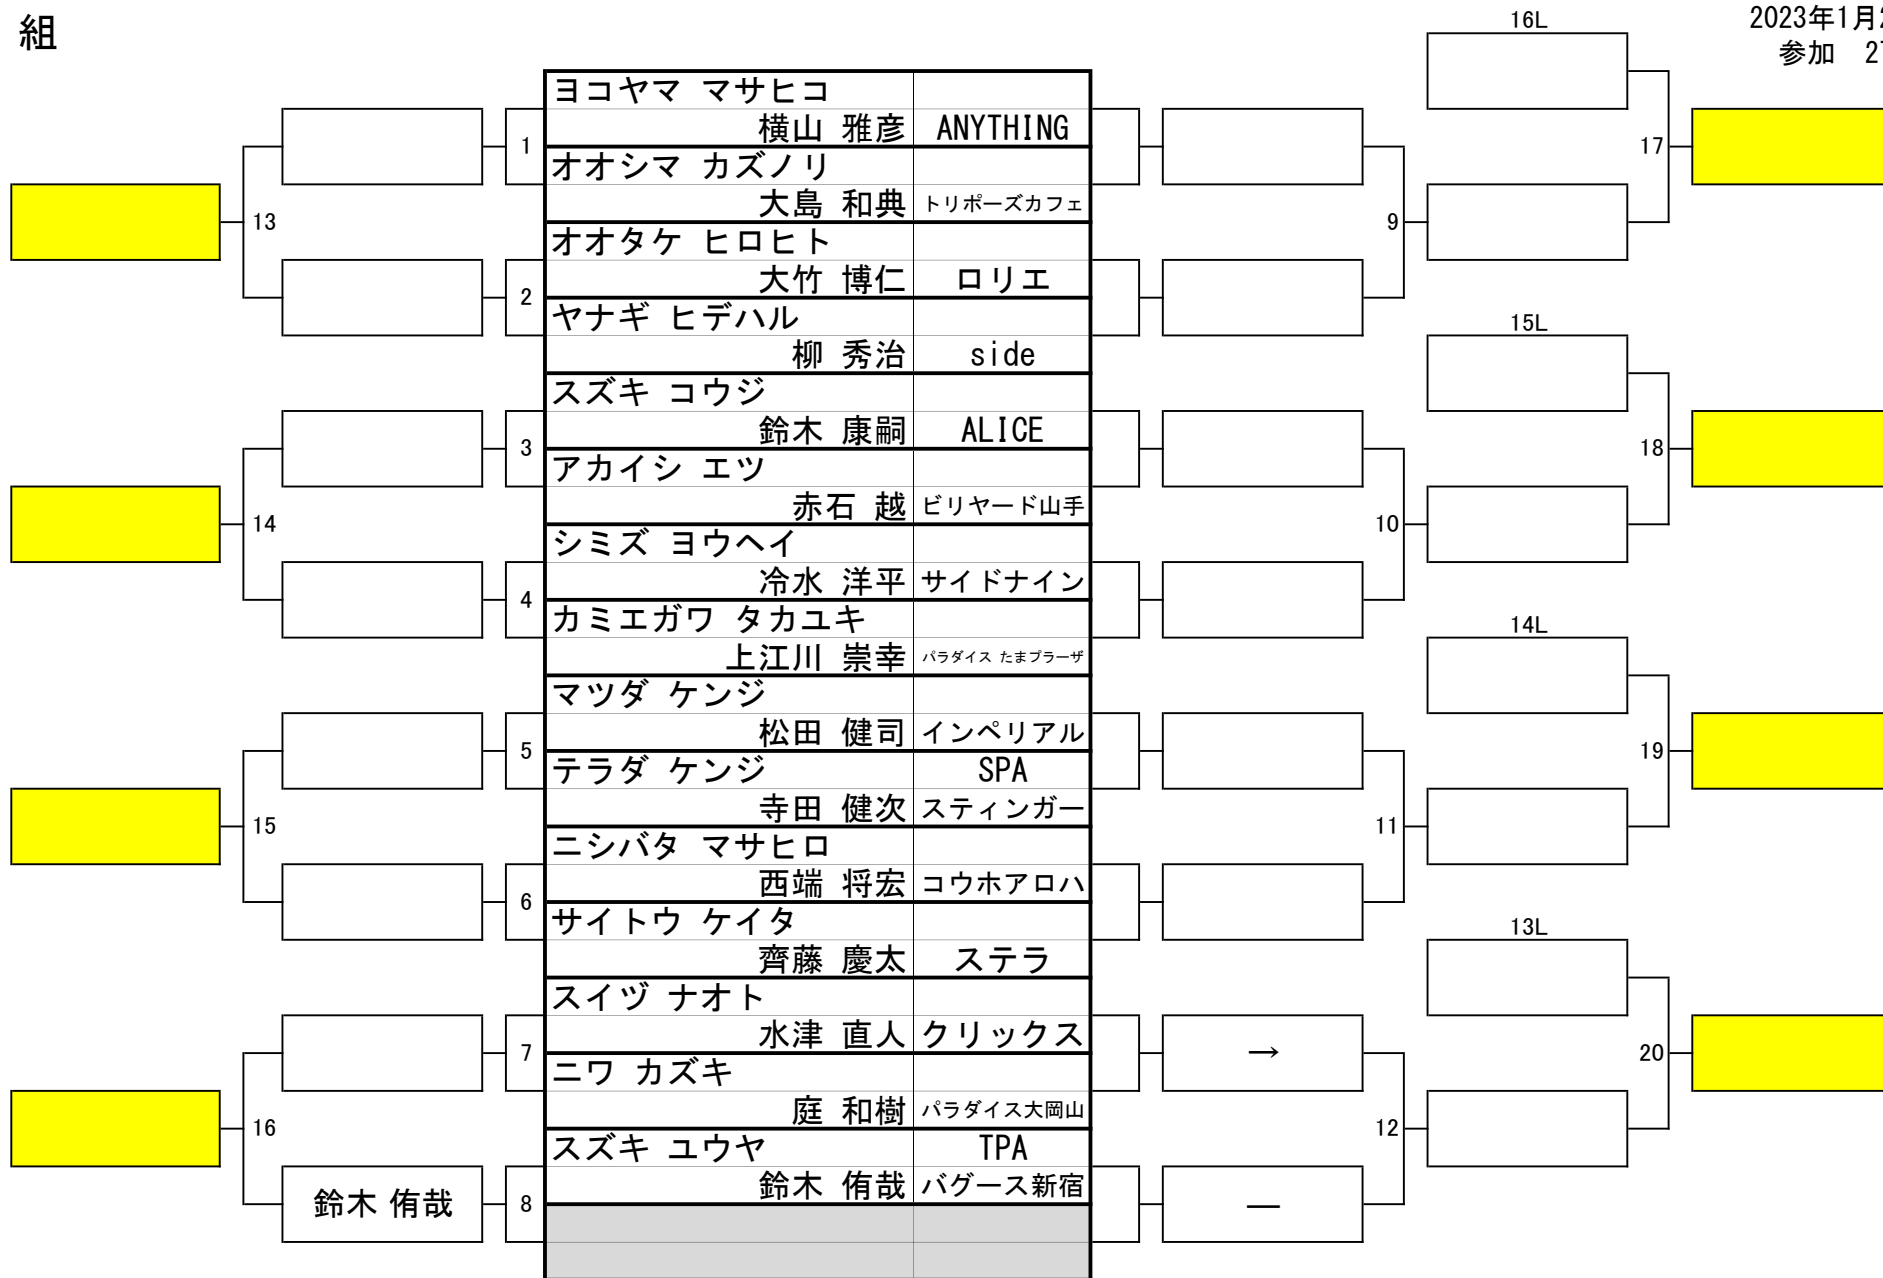 組
2023年1月
参加 2
16L
ヨコヤマ マサヒコ
1 横山 雅彦 ANYTHING
17
オオシマ カズノリ
大島 和典 トリポーズカフェ
13
9
オオタケ ヒロヒト
2 大竹 博仁 ロリエ
ヤナギ ヒデハル
15L
柳 秀治 side
スズキ コウジ
3 鈴木 康嗣 ALICE
18
アカイシ エツ
赤石 越 ビリヤード山手
14
10
シミズ ヨウヘイ
4 冷水 洋平 サイドナイン
カミエガワ タカユキ
14L
上江川 崇幸 パラダイス たまプラーザ
マツダ ケンジ
5 松田 健司 インペリアル
19
テラダ ケンジ SPA
寺田 健次 スティンガー
15
11
ニシバタ マサヒロ
6 西端 将宏 コウホアロハ
サイトウ ケイタ
13L
齊藤 慶太 ステラ
スイヅ ナオト
7 水津 直人 クリックス →
20
ニワ カズキ
庭 和樹 パラダイス大岡山
16
12
スズキ ユウヤ TPA
鈴木 侑哉 バグース新宿
鈴木 侑哉 8 —